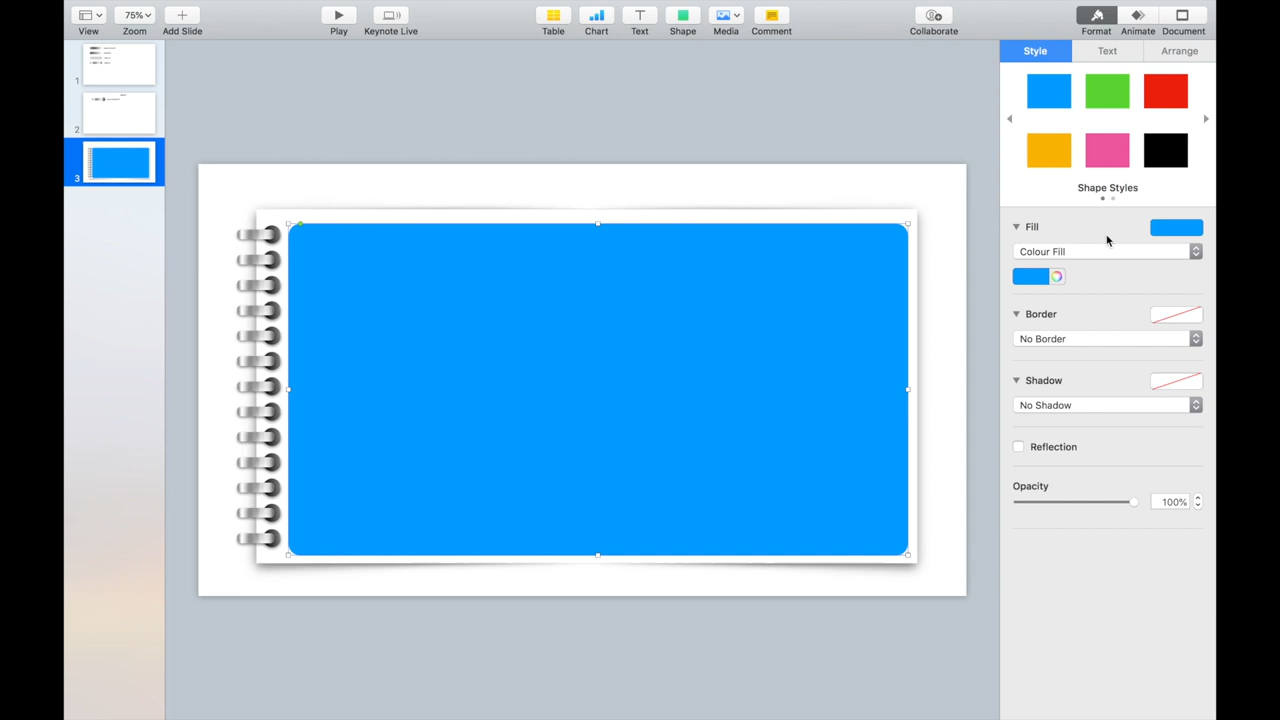 View
75%
Zoom
Add Slide
Play
Keynote Live
Table
Chart
Text
Shape
Media
Comment
Collaborate
Format
Animate
Document
Style
Text
Arrange
Shape Styles
Fill
Colour Fill
Border
No Border
Shadow
No Shadow
Reflection
Opacity
100%
1
2
3